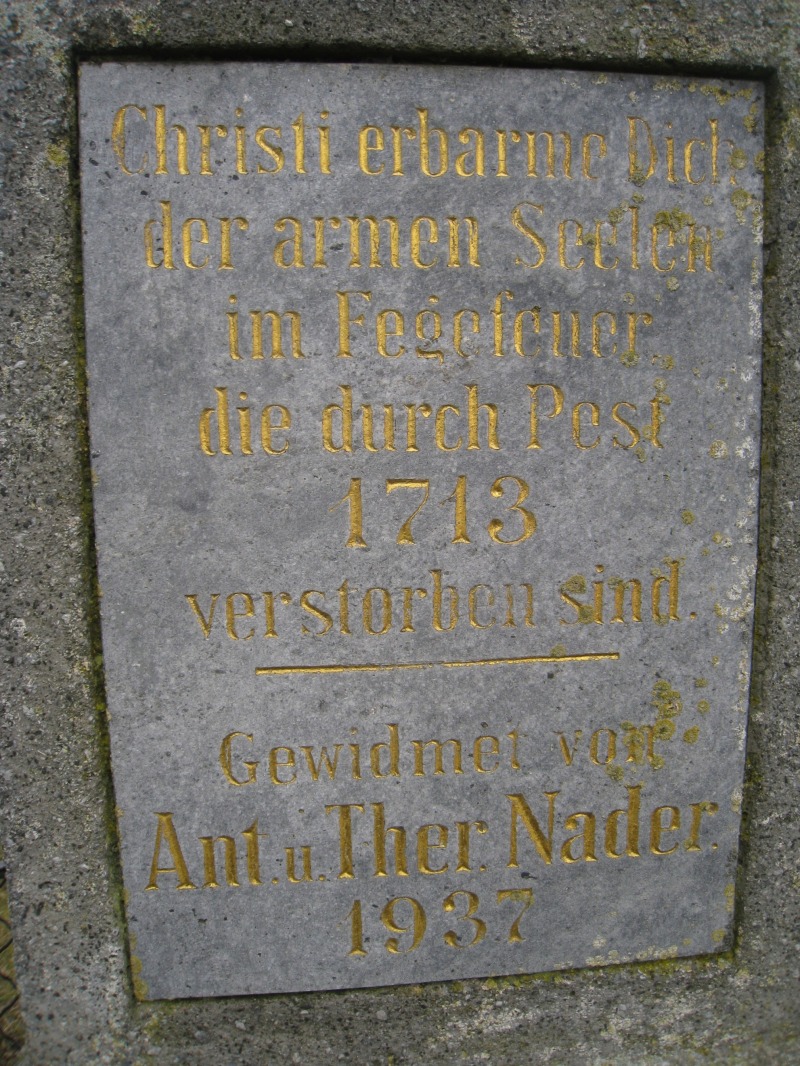 Christi erbarme Dich
der armen Seelen
im Fegefeuer
die durch Pest
1713
verstorben sind.
Gewidmet von
Ant. u. Ther. Nader.
1937